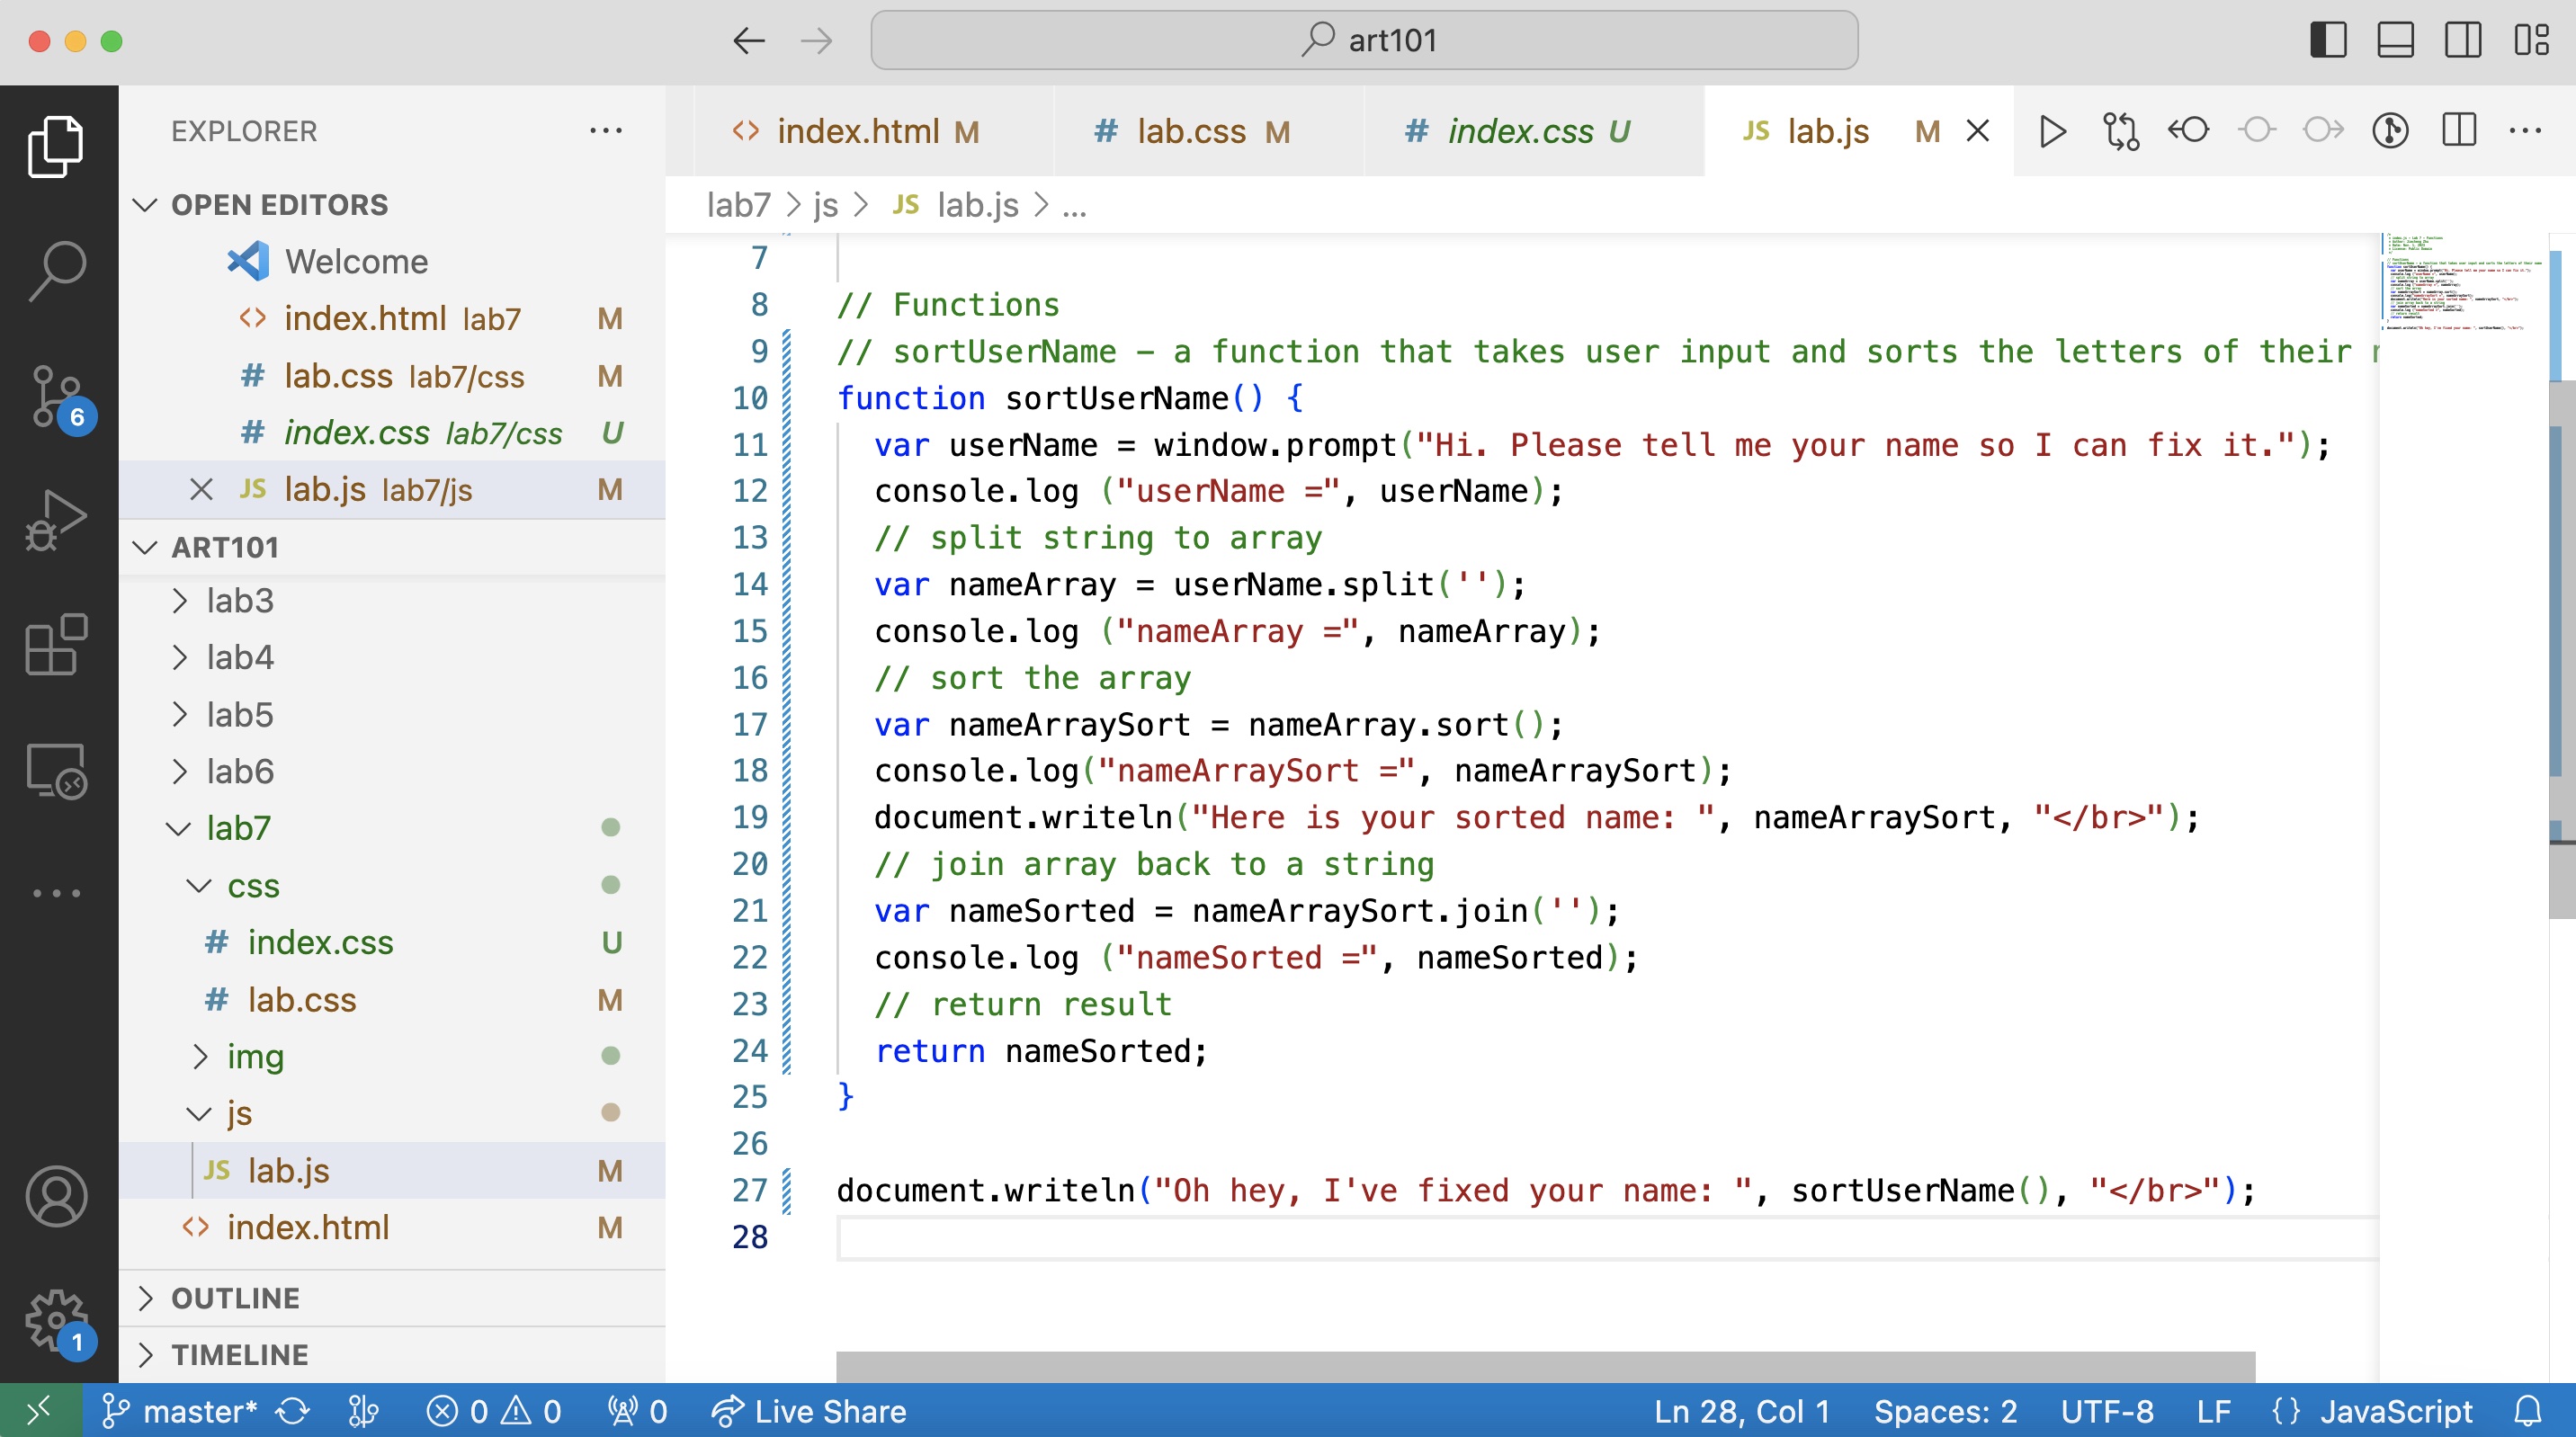 art101
EXPLORER
OPEN EDITORS
Welcome
index.html lab7 M
lab.css lab7/css M
index.css lab7/css U
lab.js lab7/js M
ART101
lab3
lab4
lab5
lab6
lab7
css
index.css U
lab.css M
img
js
lab.js M
index.html M
OUTLINE
TIMELINE
6
1
index.html M
lab.css M
index.css U
JS lab.js M
lab7 > js > JS lab.js > ...
7
8 // Functions
9 // sortUserName – a function that takes user input and sorts the letters of their
10 function sortUserName() {
11 var userName = window.prompt("Hi. Please tell me your name so I can fix it.");
12 console.log ("userName =", userName);
13 // split string to array
14 var nameArray = userName.split('');
15 console.log ("nameArray =", nameArray);
16 // sort the array
17 var nameArraySort = nameArray.sort();
18 console.log("nameArraySort =", nameArraySort);
19 document.writeln("Here is your sorted name: ", nameArraySort, "</br>");
20 // join array back to a string
21 var nameSorted = nameArraySort.join('');
22 console.log ("nameSorted =", nameSorted);
23 // return result
24 return nameSorted;
25 }
26
27 document.writeln("Oh hey, I've fixed your name: ", sortUserName(), "</br>");
28
master* 0 0 0 Live Share
Ln 28, Col 1 Spaces: 2 UTF-8 LF {} JavaScript